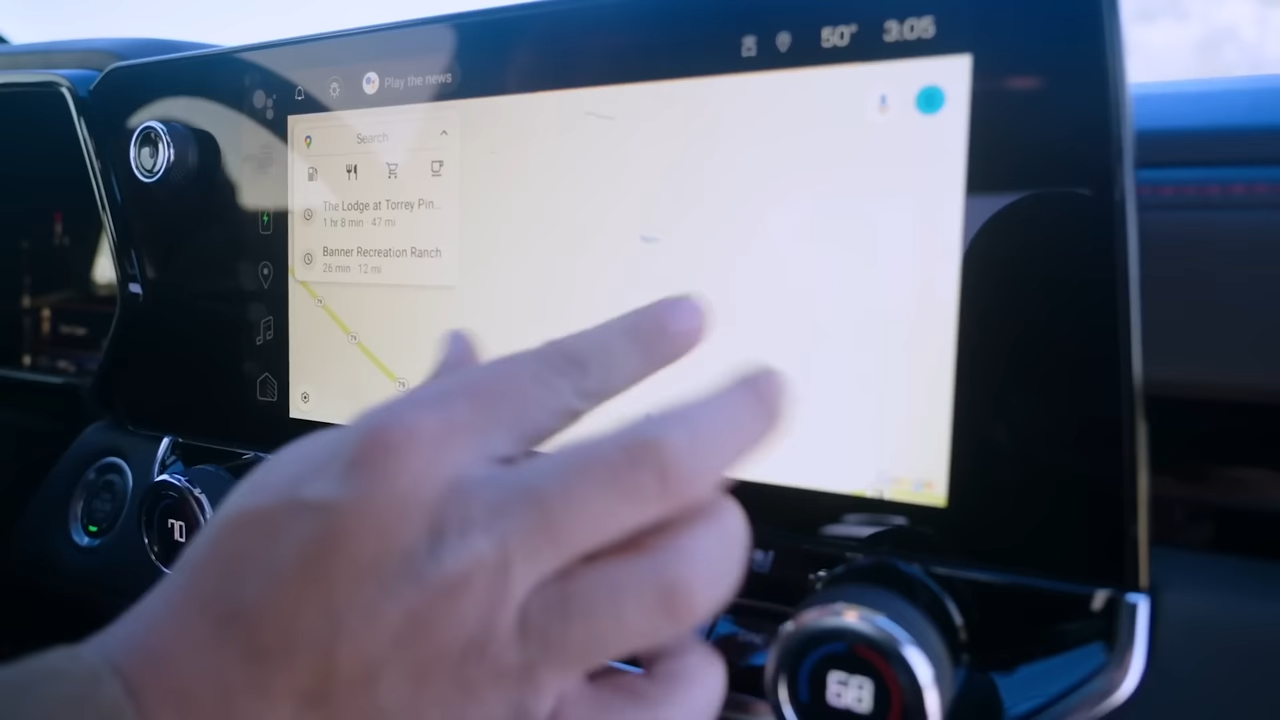 50° 3:05
Play the news
Search
The Lodge at Torrey Pin...
1 hr 8 min · 47 mi
Banner Recreation Ranch
26 min · 12 mi
79
79
79
70
68